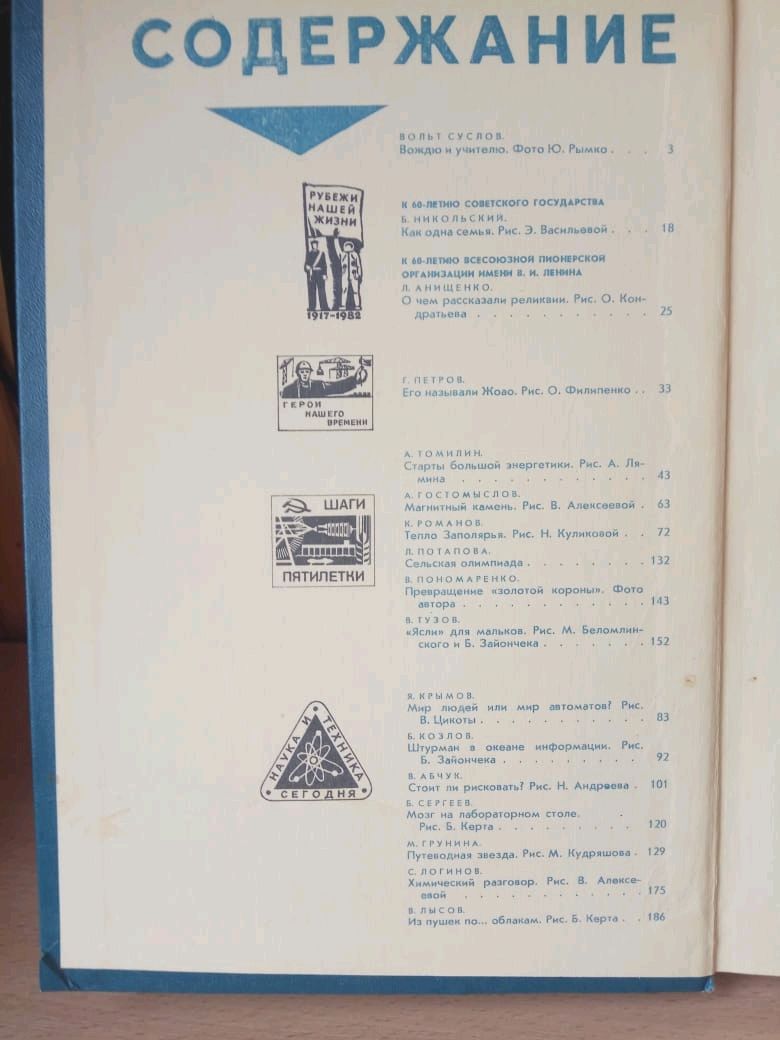 СОДЕРЖАНИЕ
ВОЛЬТ СУСЛОВ.
Вождю и учителю. Фото Ю. Рымко . . . 3
РУБЕЖИ
НАШЕЙ
ЖИЗНИ
1917-1982
К 60-ЛЕТИЮ СОВЕТСКОГО ГОСУДАРСТВА
Б. НИКОЛЬСКИЙ.
Как одна семья. Рис. Э. Васильевой . . . 18
К 60-ЛЕТИЮ ВСЕСОЮЗНОЙ ПИОНЕРСКОЙ
ОРГАНИЗАЦИИ ИМЕНИ В. И. ЛЕНИНА
Л. АНИЩЕНКО.
О чем рассказали реликвии. Рис. О. Кон-
дратьева . . . . . . . . . . . 25
ГЕРОИ
НАШЕГО
ВРЕМЕНИ
Г. ПЕТРОВ.
Его называли Жоао. Рис. О. Филипенко . . 33
ШАГИ
ПЯТИЛЕТКИ
А. ТОМИЛИН.
Старты большой энергетики. Рис. А. Ля-
мина . . . . . . . . . . . . 43
А. ГОСТОМЫСЛОВ.
Магнитный камень. Рис. В. Алексеевой . 63
К. РОМАНОВ.
Тепло Заполярья. Рис. Н. Куликовой . . 72
Л. ПОТАПОВА.
Сельская олимпиада . . . . . . . . 132
В. ПОНОМАРЕНКО.
Превращение „золотой короны". Фото
автора . . . . . . . . . . . . 143
В. ТУЗОВ.
«Ясли» для мальков. Рис. М. Беломлин-
ского и Б. Зайончека . . . . . . . 152
НАУКА И
ТЕХНИКА
СЕГОДНЯ
Я. КРЫМОВ.
Мир людей или мир автоматов? Рис.
В. Цикоты . . . . . . . . . . . 83
Б. КОЗЛОВ.
Штурман в океане информации. Рис.
Б. Зайончека . . . . . . . . . . 92
В. АБЧУК.
Стоит ли рисковать? Рис. Н. Андреева . 101
Б. СЕРГЕЕВ.
Мозг на лабораторном столе.
Рис. Б. Керта . . . . . . . . . . 120
М. ГРУНИНА.
Путеводная звезда. Рис. М. Кудряшова . 129
С. ЛОГИНОВ.
Химический разговор. Рис. В. Алексе-
евой . . . . . . . . . . . . 175
В. ЛЫСОВ.
Из пушек по... облакам. Рис. Б. Керта . . 186